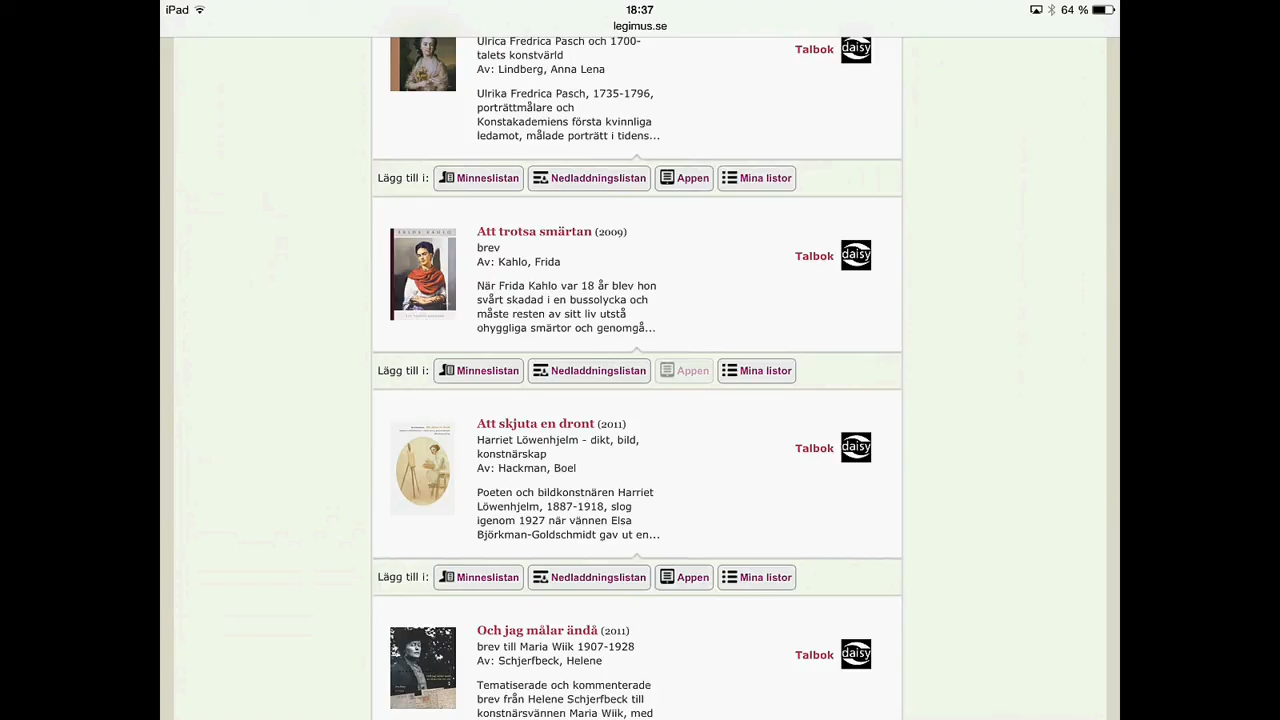 iPad 18:37 64 %
legimus.se
Ulrica Fredrica Pasch och 1700-
talets konstvärld
Av: Lindberg, Anna Lena
Talbok daisy
Ulrika Fredrica Pasch, 1735-1796,
porträttmålare och
Konstakademiens första kvinnliga
ledamot, målade porträtt i tidens...
Lägg till i: Minneslistan Nedladdningslistan Appen Mina listor
FRIDA KAHLO
Att trotsa smärtan (2009)
brev
Av: Kahlo, Frida
Talbok daisy
När Frida Kahlo var 18 år blev hon
svårt skadad i en bussolycka och
måste resten av sitt liv utstå
ohyggliga smärtor och genomgå...
Lägg till i: Minneslistan Nedladdningslistan Appen Mina listor
Att skjuta en dront (2011)
Harriet Löwenhjelm - dikt, bild,
konstnärskap
Av: Hackman, Boel
Talbok daisy
Poeten och bildkonstnären Harriet
Löwenhjelm, 1887-1918, slog
igenom 1927 när vännen Elsa
Björkman-Goldschmidt gav ut en...
Lägg till i: Minneslistan Nedladdningslistan Appen Mina listor
Och jag målar ändå (2011)
brev till Maria Wiik 1907-1928
Av: Schjerfbeck, Helene
Talbok daisy
Tematiserade och kommenterade
brev från Helene Schjerfbeck till
konstnärsvännen Maria Wiik, med